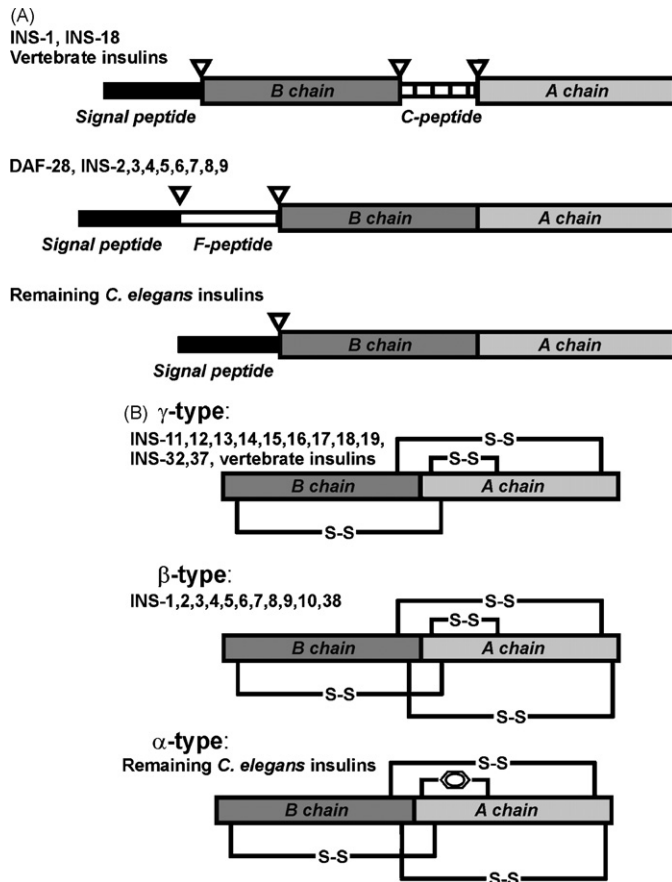 (A)
INS-1, INS-18
Vertebrate insulins
B chain
A chain
Signal peptide
C-peptide
DAF-28, INS-2,3,4,5,6,7,8,9
B chain
A chain
Signal peptide
F-peptide
Remaining C. elegans insulins
B chain
A chain
Signal peptide
(B) γ-type:
INS-11,12,13,14,15,16,17,18,19,
INS-32,37, vertebrate insulins
S-S
S-S
B chain
A chain
S-S
β-type:
INS-1,2,3,4,5,6,7,8,9,10,38
S-S
S-S
B chain
A chain
S-S
S-S
α-type:
Remaining C. elegans insulins
S-S
B chain
A chain
S-S
S-S